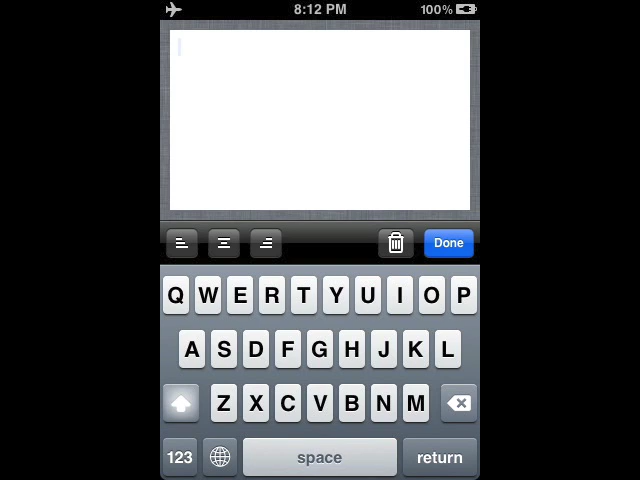 8:12 PM 100%
Done
Q W E R T Y U I O P
A S D F G H J K L
Z X C V B N M
123 space return